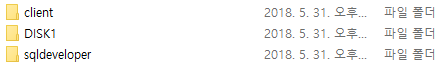 client 2018. 5. 31. 오후... 파일 폴더
DISK1 2018. 5. 31. 오후... 파일 폴더
sqldeveloper 2018. 5. 31. 오후... 파일 폴더